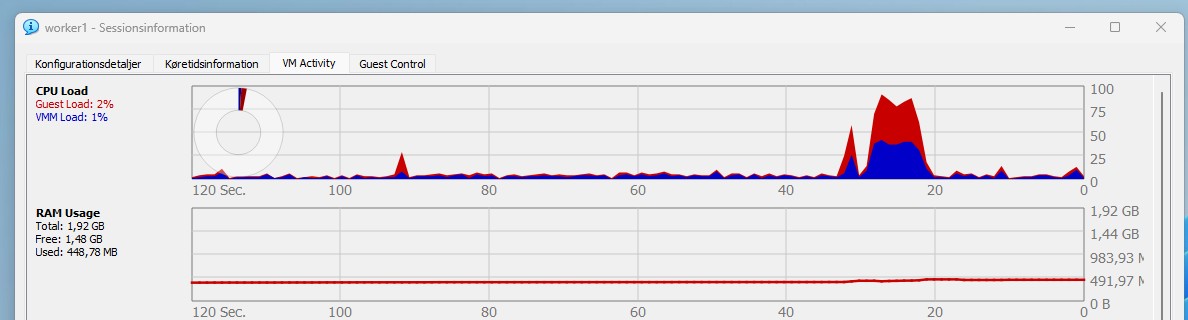 worker1 - Sessionsinformation
Konfigurationsdetaljer Køretidsinformation VM Activity Guest Control
CPU Load
Guest Load: 2%
VMM Load: 1%
100
75
50
25
0
120 Sec. 100 80 60 40 20 0
RAM Usage
Total: 1,92 GB
Free: 1,48 GB
Used: 448,78 MB
1,92 GB
1,44 GB
983,93
491,97
0 B
120 Sec. 100 80 60 40 20 0